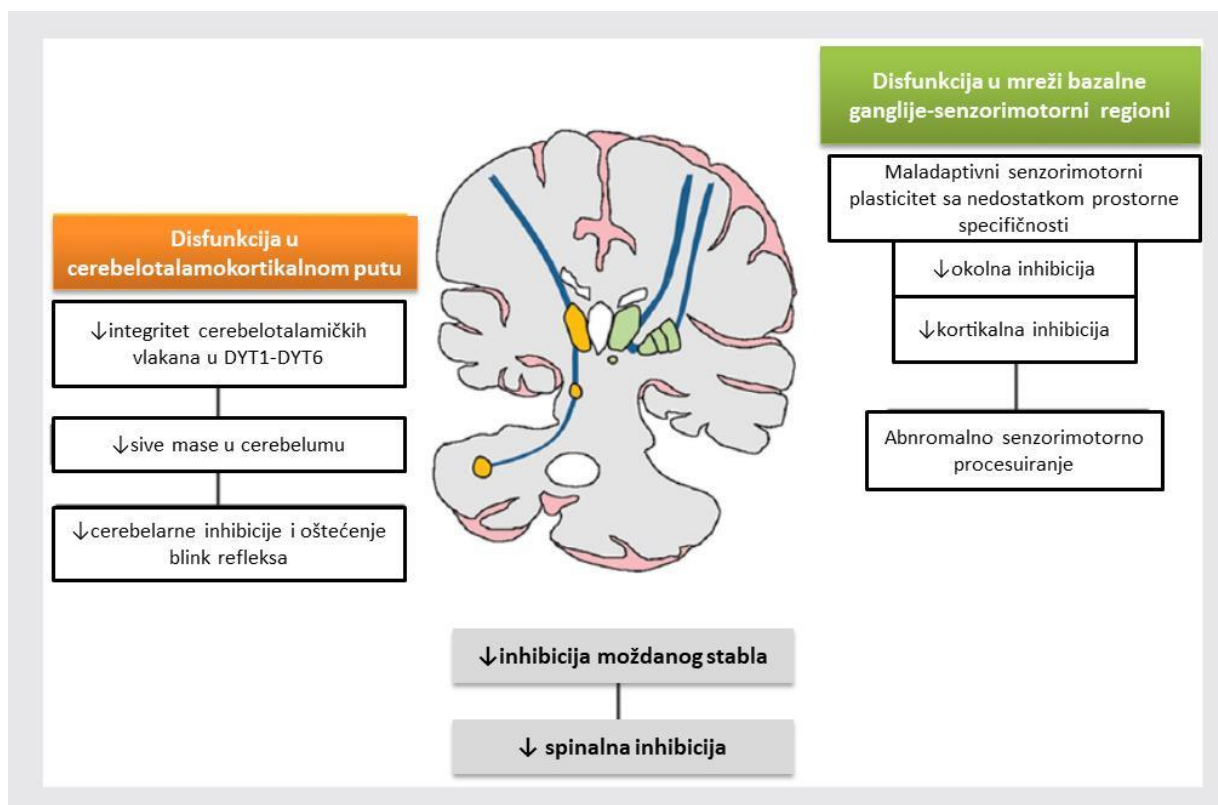 Disfunkcija u
cerebelotalamokortikalnom putu
↓integritet cerebelotalamičkih
vlakana u DYT1-DYT6
↓sive mase u cerebelumu
↓cerebelarne inhibicije i oštećenje
blink refleksa
Disfunkcija u mreži bazalne
ganglije-senzorimotorni regioni
Maladaptivni senzorimotorni
plasticitet sa nedostatkom prostorne
specifičnosti
↓okolna inhibicija
↓kortikalna inhibicija
Abnromalno senzorimotorno
procesuiranje
↓inhibicija moždanog stabla
↓ spinalna inhibicija